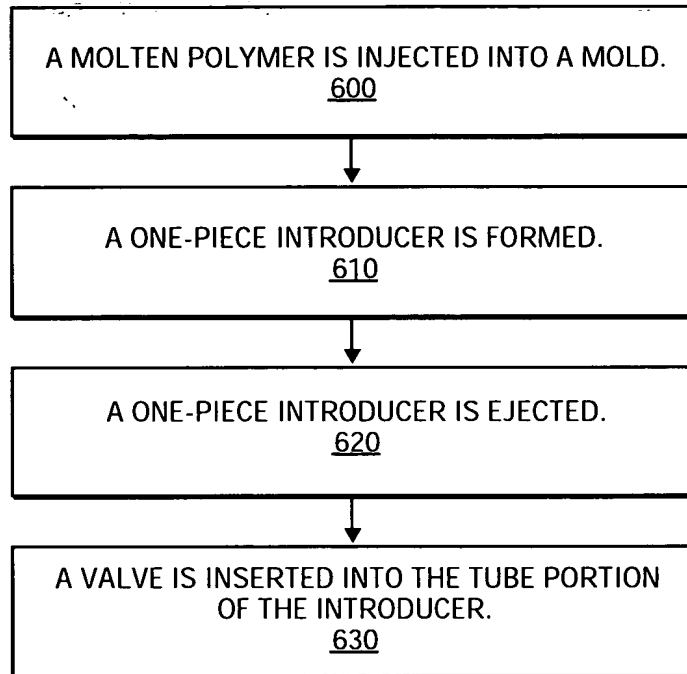 A MOLTEN POLYMER IS INJECTED INTO A MOLD.
600
A ONE-PIECE INTRODUCER IS FORMED.
610
A ONE-PIECE INTRODUCER IS EJECTED.
620
A VALVE IS INSERTED INTO THE TUBE PORTION
OF THE INTRODUCER.
630